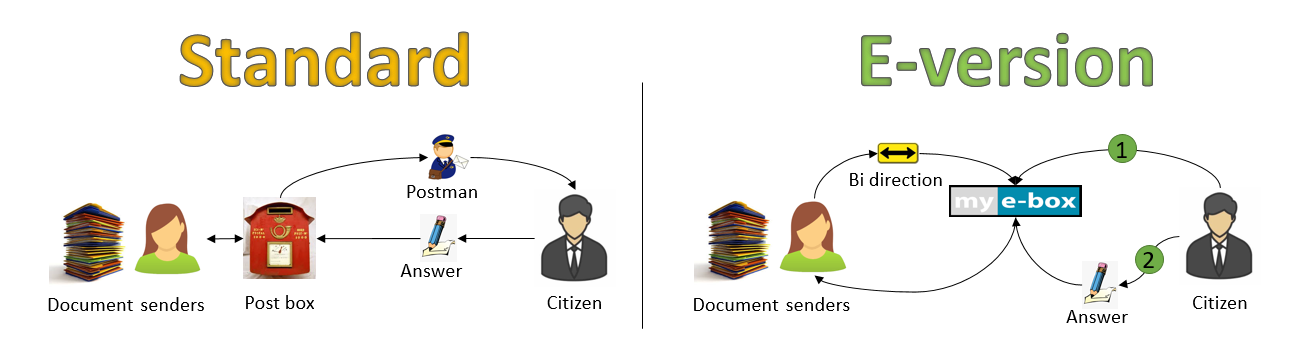 Standard
E-version
Postman
Answer
Document senders
Post box
Citizen
1
Bi direction
my e-box
2
Answer
Document senders
Citizen